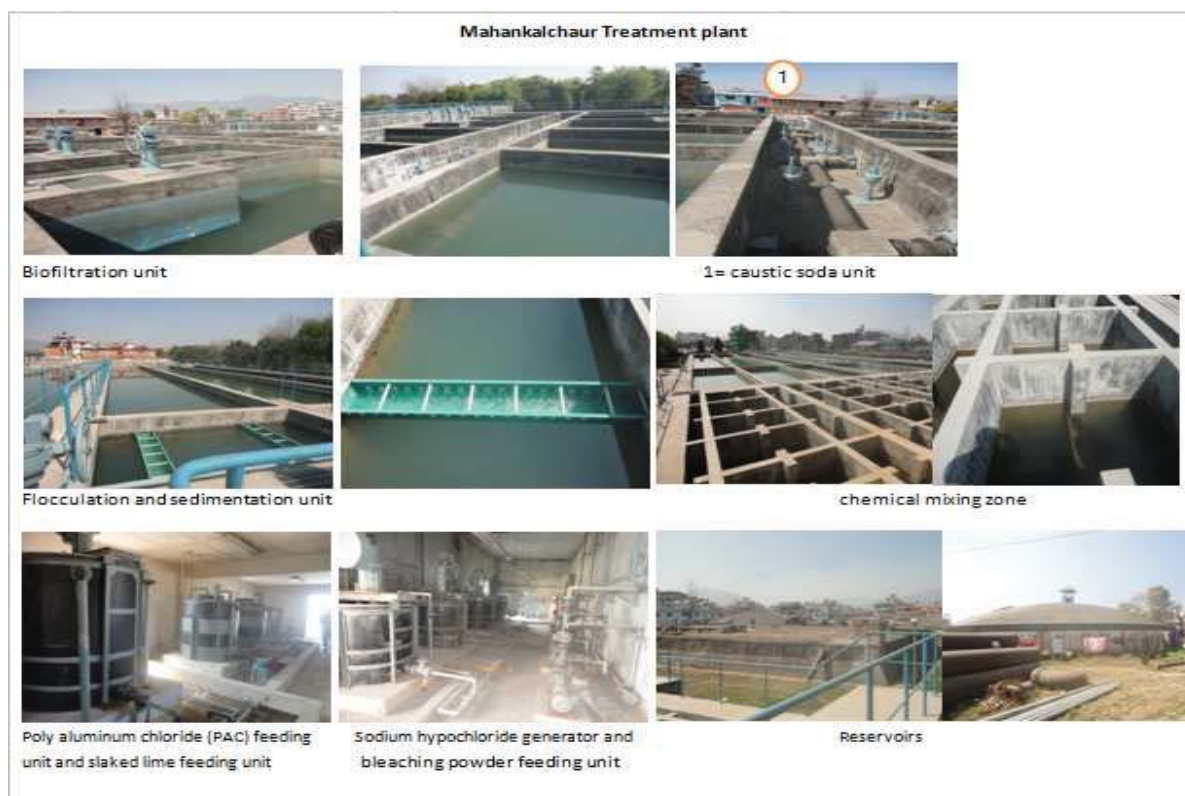 Mahankalchaur Treatment plant
1
Biofiltration unit
1= caustic soda unit
Flocculation and sedimentation unit
chemical mixing zone
Poly aluminum chloride (PAC) feeding
unit and slaked lime feeding unit
Sodium hypochloride generator and
bleaching powder feeding unit
Reservoirs